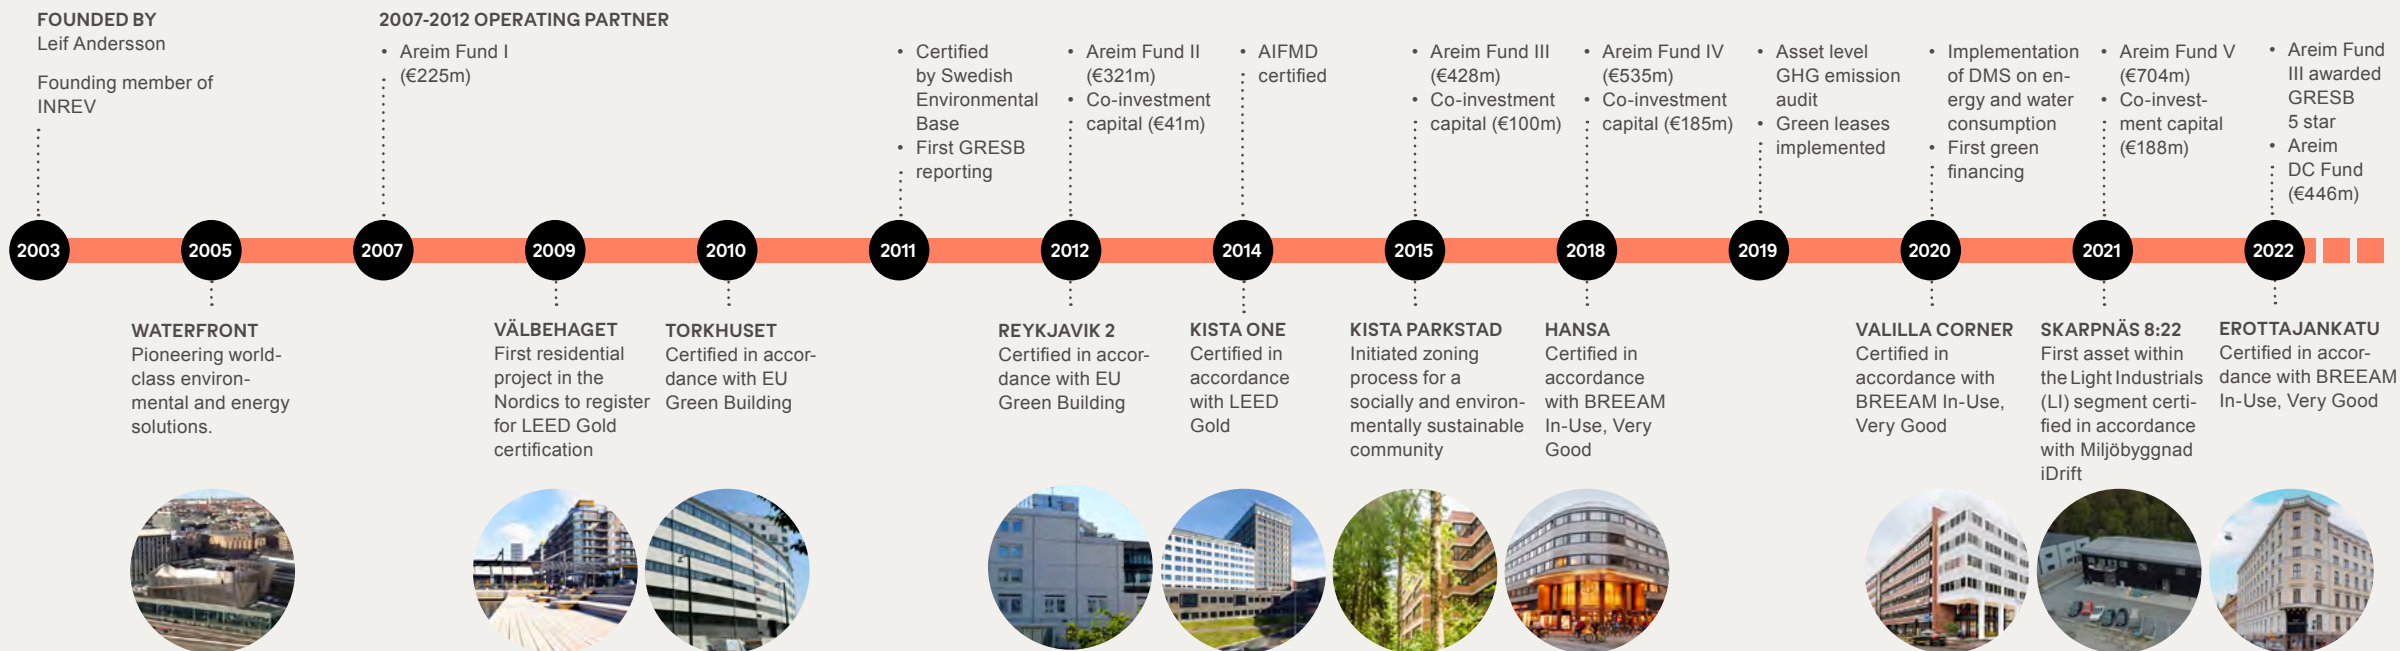 FOUNDED BY
Leif Andersson
Founding member of
INREV
2007-2012 OPERATING PARTNER
• Areim Fund I
(€225m)
• Certified
by Swedish
Environmental
Base
• First GRESB
reporting
• Areim Fund II
(€321m)
• Co-investment
capital (€41m)
• AIFMD
certified
• Areim Fund III
(€428m)
• Co-investment
capital (€100m)
• Areim Fund IV
(€535m)
• Co-investment
capital (€185m)
• Asset level
GHG emission
audit
• Green leases
implemented
• Implementation
of DMS on en-
ergy and water
consumption
• First green
financing
• Areim Fund V
(€704m)
• Co-invest-
ment capital
(€188m)
• Areim Fund
III awarded
GRESB
5 star
• Areim
DC Fund
(€446m)
2003
2005
2007
2009
2010
2011
2012
2014
2015
2018
2019
2020
2021
2022
WATERFRONT
Pioneering world-
class environ-
mental and energy
solutions.
VÄLBEHAGET
First residential
project in the
Nordics to register
for LEED Gold
certification
TORKHUSET
Certified in accor-
dance with EU
Green Building
REYKJAVIK 2
Certified in accor-
dance with EU
Green Building
KISTA ONE
Certified in
accordance
with LEED
Gold
KISTA PARKSTAD
Initiated zoning
process for a
socially and environ-
mentally sustainable
community
HANSA
Certified in
accordance
with BREEAM
In-Use, Very
Good
VALILLA CORNER
Certified in
accordance with
BREEAM In-Use,
Very Good
SKARPNÄS 8:22
First asset within
the Light Industrials
(LI) segment certi-
fied in accordance
with Miljöbyggnad
iDrift
EROTTAJANKATU
Certified in accor-
dance with BREEAM
In-Use, Very Good